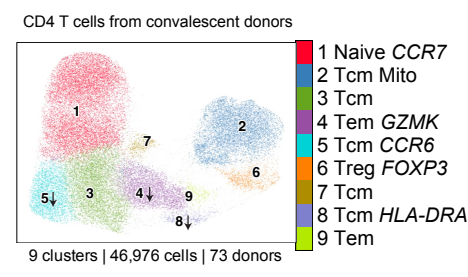 CD4 T cells from convalescent donors
1 Naive CCR7
2 Tcm Mito
3 Tcm
4 Tem GZMK
5 Tcm CCR6
6 Treg FOXP3
7 Tcm
8 Tcm HLA-DRA
9 Tem
1
2
7
6
5↓
3
4↓
9
8↓
9 clusters | 46,976 cells | 73 donors